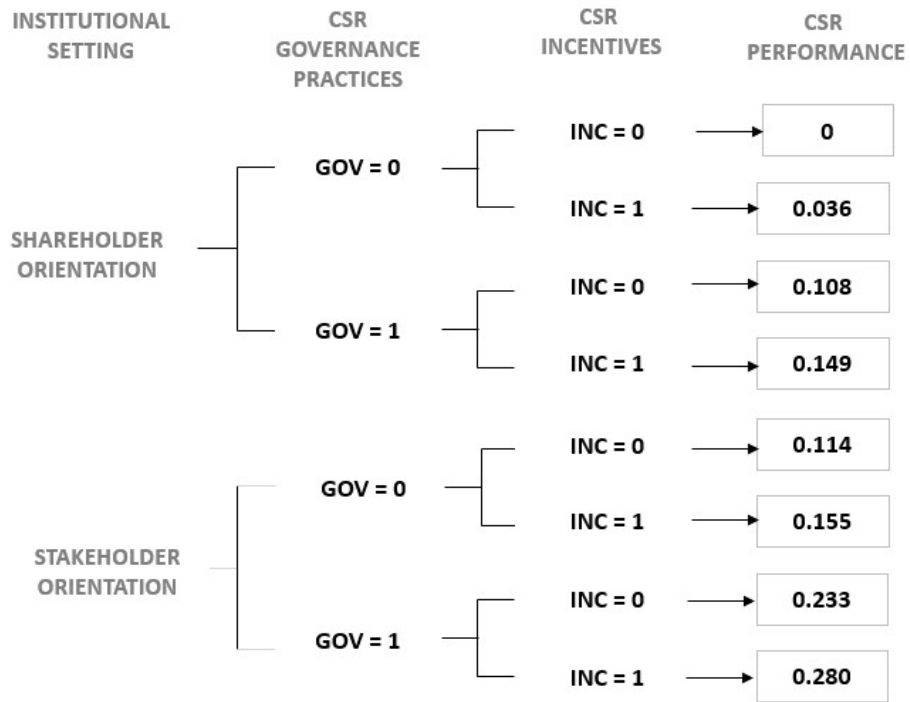 INSTITUTIONAL
SETTING
CSR
GOVERNANCE
PRACTICES
CSR
INCENTIVES
CSR
PERFORMANCE
SHAREHOLDER
ORIENTATION
GOV = 0
INC = 0
0
INC = 1
0.036
GOV = 1
INC = 0
0.108
INC = 1
0.149
STAKEHOLDER
ORIENTATION
GOV = 0
INC = 0
0.114
INC = 1
0.155
GOV = 1
INC = 0
0.233
INC = 1
0.280